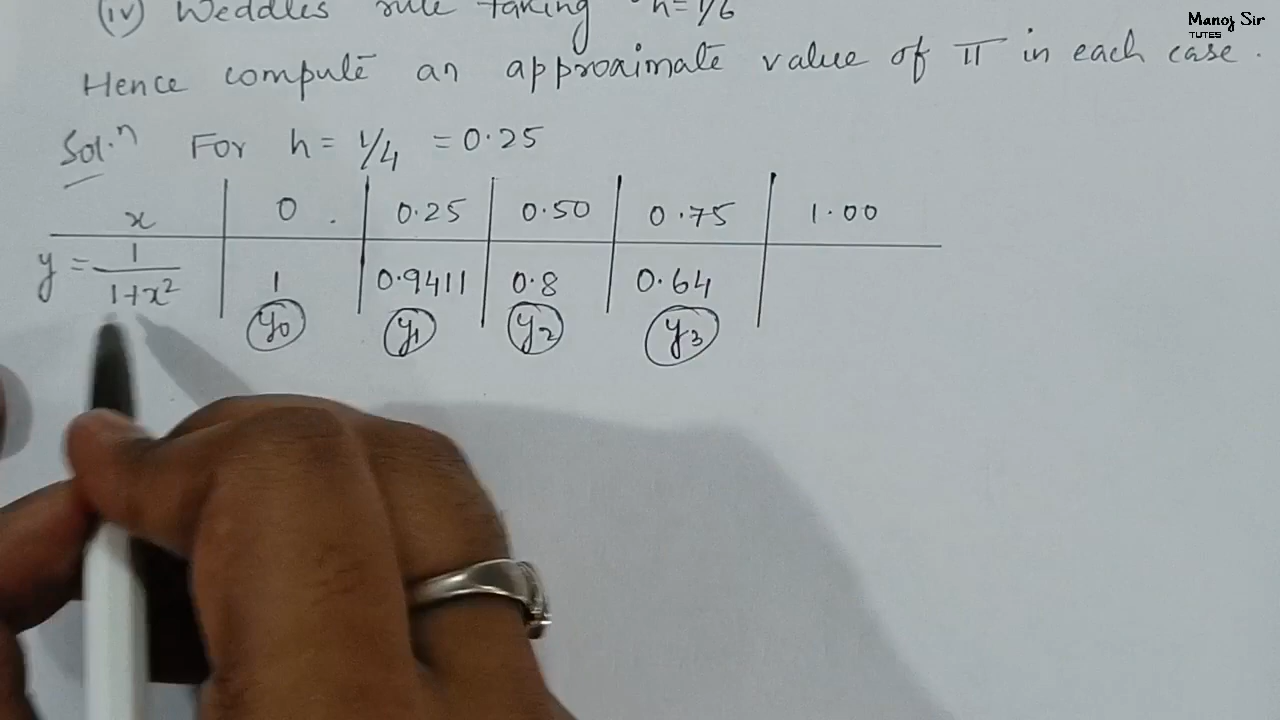 (iv) Weddles rule taking h=1/6
Manoj Sir
TUTES
Hence compute an approximate value of π in each case.
Sol.ⁿ For h= 1/4 = 0.25
x 0 . 0.25 0.50 0.75 1.00
y = 1/1+x² 1 0.9411 0.8 0.64
y₀ y₁ y₂ y₃